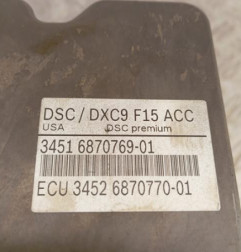 DSC / DXC9 F15 ACC
USA DSC premium
3451 6870769-01
ECU 3452 6870770-01